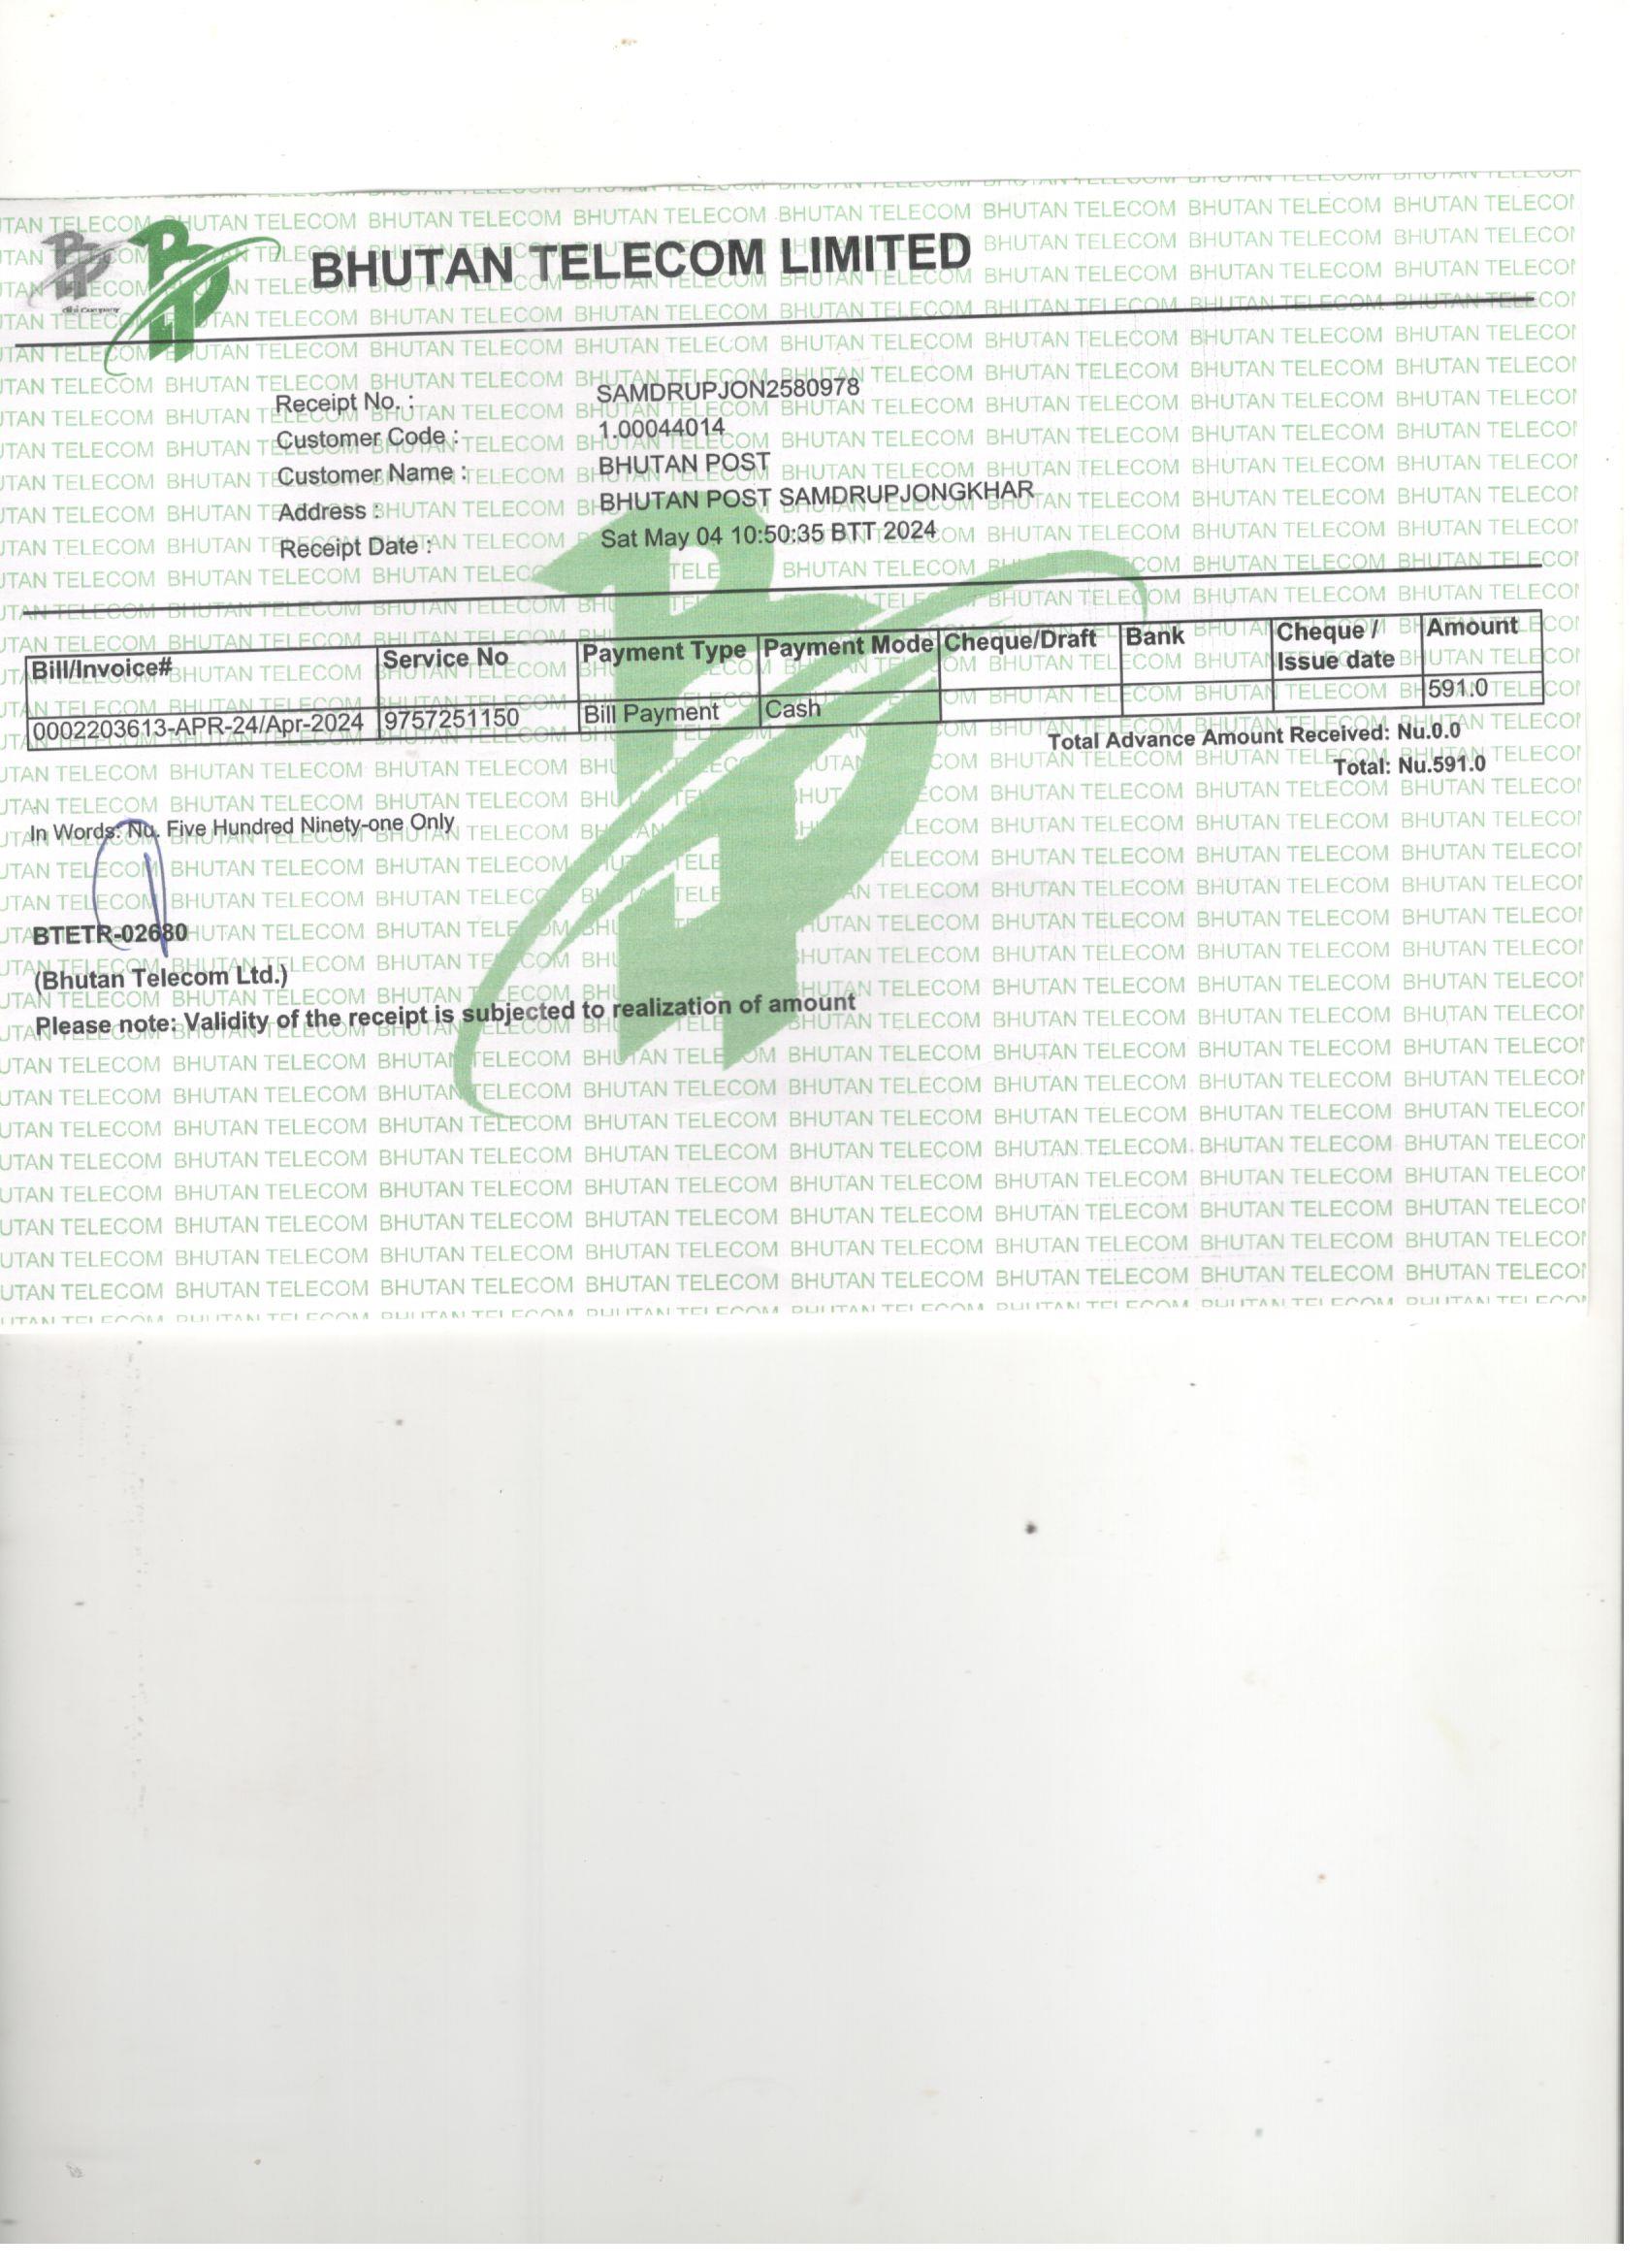 BHUTAN TELECOM LIMITED
Receipt No. : SAMDRUPJON2580978
Customer Code : 1.00044014
Customer Name : BHUTAN POST
Address : BHUTAN POST SAMDRUPJONGKHAR
Receipt Date : Sat May 04 10:50:35 BTT 2024
Bill/Invoice# Service No Payment Type Payment Mode Cheque/Draft Bank Cheque / Issue date Amount
0002203613-APR-24/Apr-2024 9757251150 Bill Payment Cash 591.0
Total Advance Amount Received: Nu.0.0
Total: Nu.591.0
In Words: Nu. Five Hundred Ninety-one Only
BTETR-02680
(Bhutan Telecom Ltd.)
Please note: Validity of the receipt is subjected to realization of amount